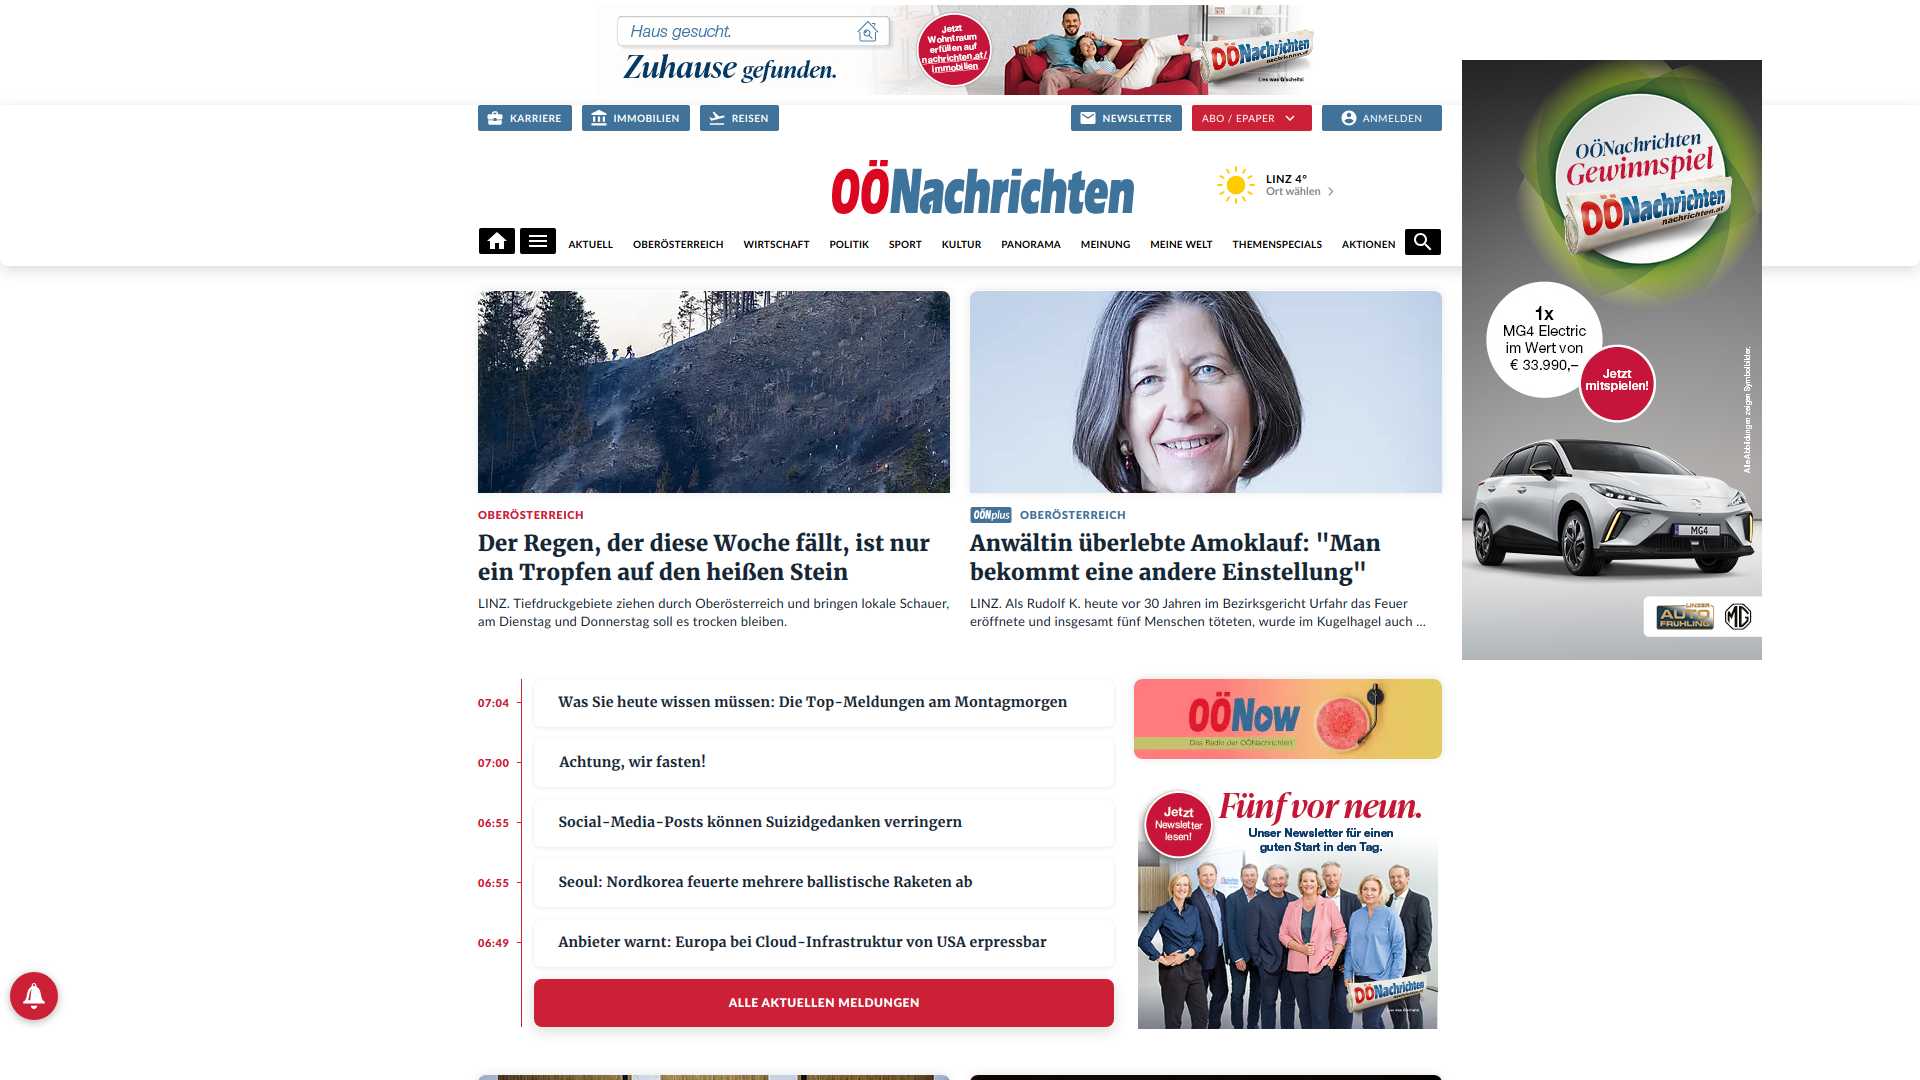 Haus gesucht.
Zuhause gefunden.
Jetzt
Wohntraum
erfüllen auf
nachrichten.at/
immobilien
OÖNachrichten
nachrichten.at
Lies was G'scheits!
KARRIERE
IMMOBILIEN
REISEN
NEWSLETTER
ABO / EPAPER
ANMELDEN
OÖNachrichten
LINZ 4°
Ort wählen
AKTUELL
OBERÖSTERREICH
WIRTSCHAFT
POLITIK
SPORT
KULTUR
PANORAMA
MEINUNG
MEINE WELT
THEMENSPECIALS
AKTIONEN
OÖNachrichten
Gewinnspiel
OÖNachrichten
nachrichten.at
1x
MG4 Electric
im Wert von
€ 33.990,–
Jetzt
mitspielen!
Alle Abbildungen zeigen Symbolbilder.
MG4
LINZER
AUTO
FRÜHLING
MG
OBERÖSTERREICH
Der Regen, der diese Woche fällt, ist nur
ein Tropfen auf den heißen Stein
LINZ. Tiefdruckgebiete ziehen durch Oberösterreich und bringen lokale Schauer,
am Dienstag und Donnerstag soll es trocken bleiben.
OÖNplus OBERÖSTERREICH
Anwältin überlebte Amoklauf: "Man
bekommt eine andere Einstellung"
LINZ. Als Rudolf K. heute vor 30 Jahren im Bezirksgericht Urfahr das Feuer
eröffnete und insgesamt fünf Menschen töteten, wurde im Kugelhagel auch ...
07:04 Was Sie heute wissen müssen: Die Top-Meldungen am Montagmorgen
07:00 Achtung, wir fasten!
06:55 Social-Media-Posts können Suizidgedanken verringern
06:55 Seoul: Nordkorea feuerte mehrere ballistische Raketen ab
06:49 Anbieter warnt: Europa bei Cloud-Infrastruktur von USA erpressbar
ALLE AKTUELLEN MELDUNGEN
OÖNow
Das Radio der OÖNachrichten
Jetzt
Newsletter
lesen!
Fünf vor neun.
Unser Newsletter für einen
guten Start in den Tag.
OÖNachrichten